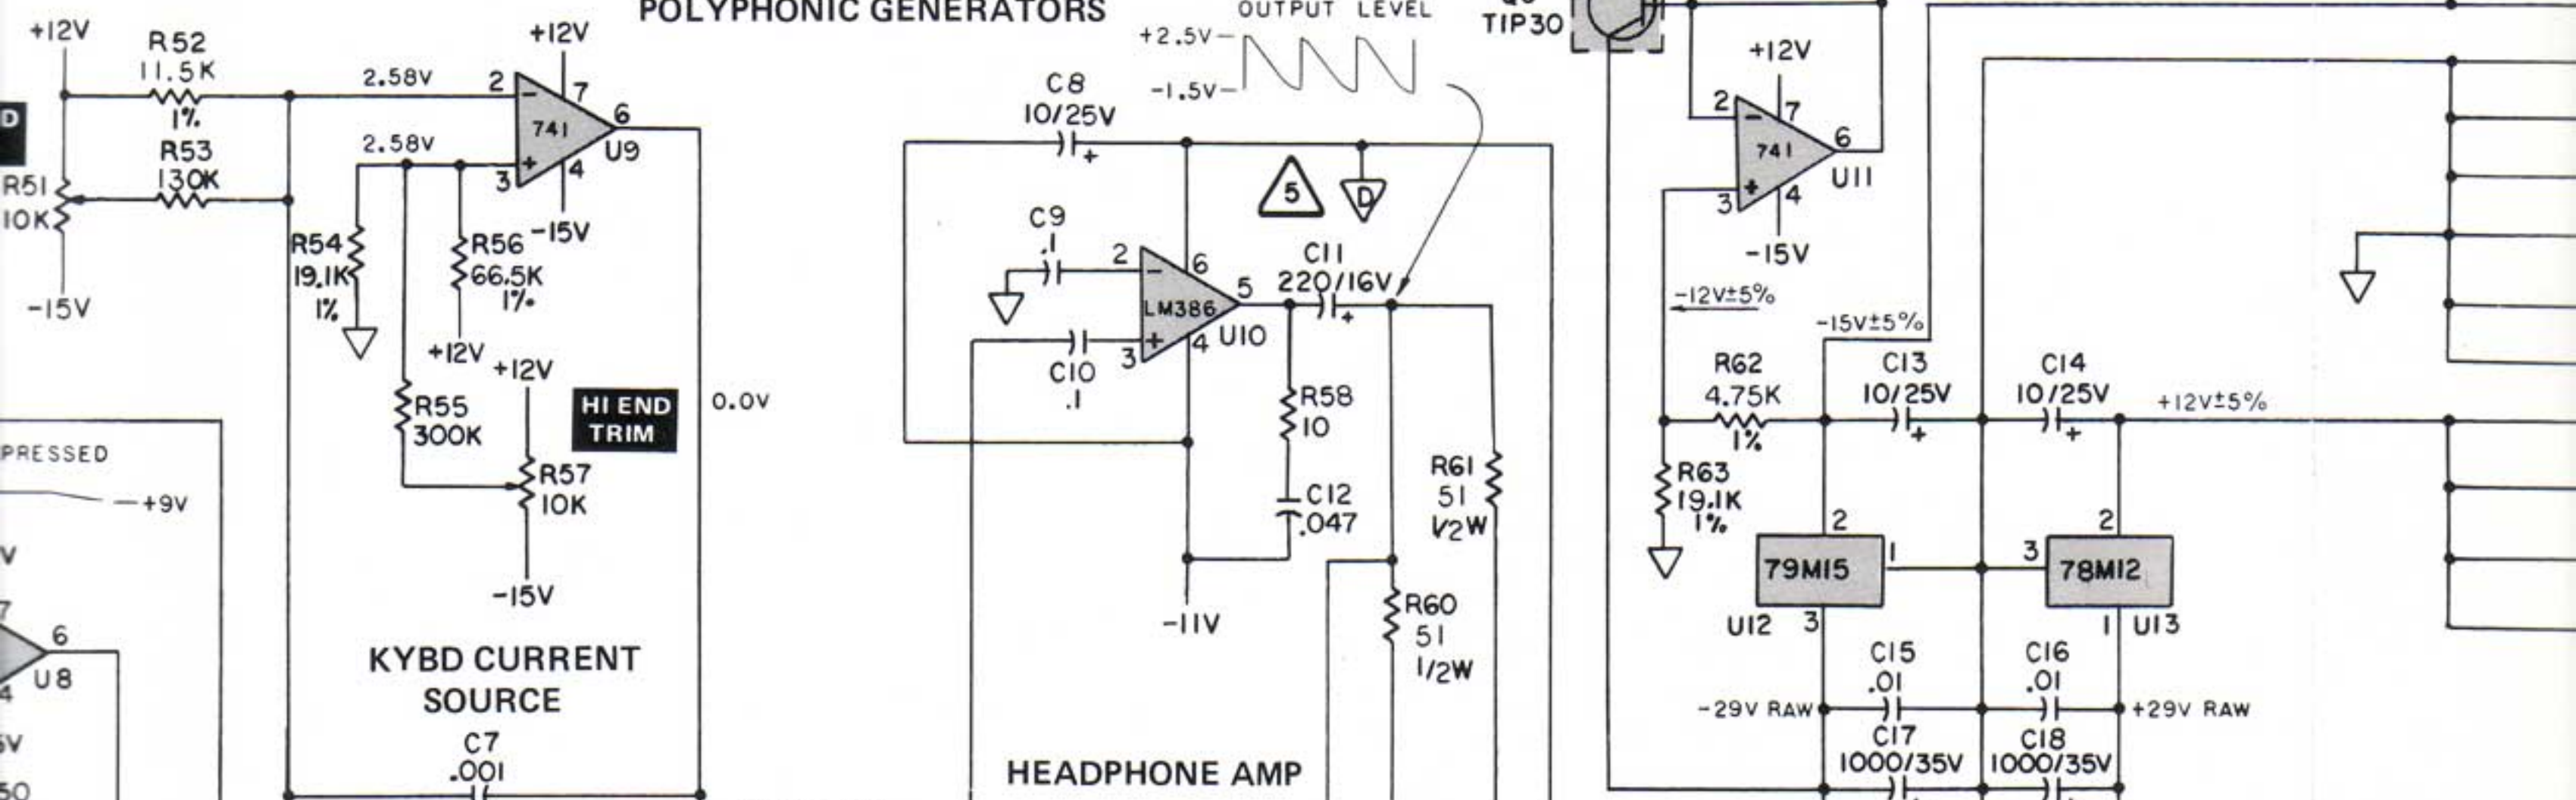 POLYPHONIC GENERATORS
OUTPUT LEVEL
+2.5V
-1.5V
TIP30
+12V
R52
11.5K
1%
R53
130K
D
R51
10K
-15V
2.58V
2.58V
+12V
2
7
741
6
U9
3
4
-15V
R54
19.1K
1%
R56
66.5K
1%
+12V
+12V
R55
300K
HI END
TRIM
R57
10K
-15V
0.0V
PRESSED
+9V
V
7
6
U8
4
KYBD CURRENT
SOURCE
C7
.001
C8
10/25V
+
5
D
C9
.1
2
6
LM386
5
U10
3
4
C10
.1
C11
220/16V
+
R58
10
C12
.047
-11V
R61
51
1/2W
R60
51
1/2W
HEADPHONE AMP
+12V
2
7
741
6
U11
3
4
-15V
-12V±5%
-15V±5%
R62
4.75K
1%
C13
10/25V
+
C14
10/25V
+
+12V±5%
R63
19.1K
1%
2
79M15
1
U12
3
2
3
78M12
1
U13
C15
.01
C16
.01
-29V RAW
+29V RAW
C17
1000/35V
C18
1000/35V